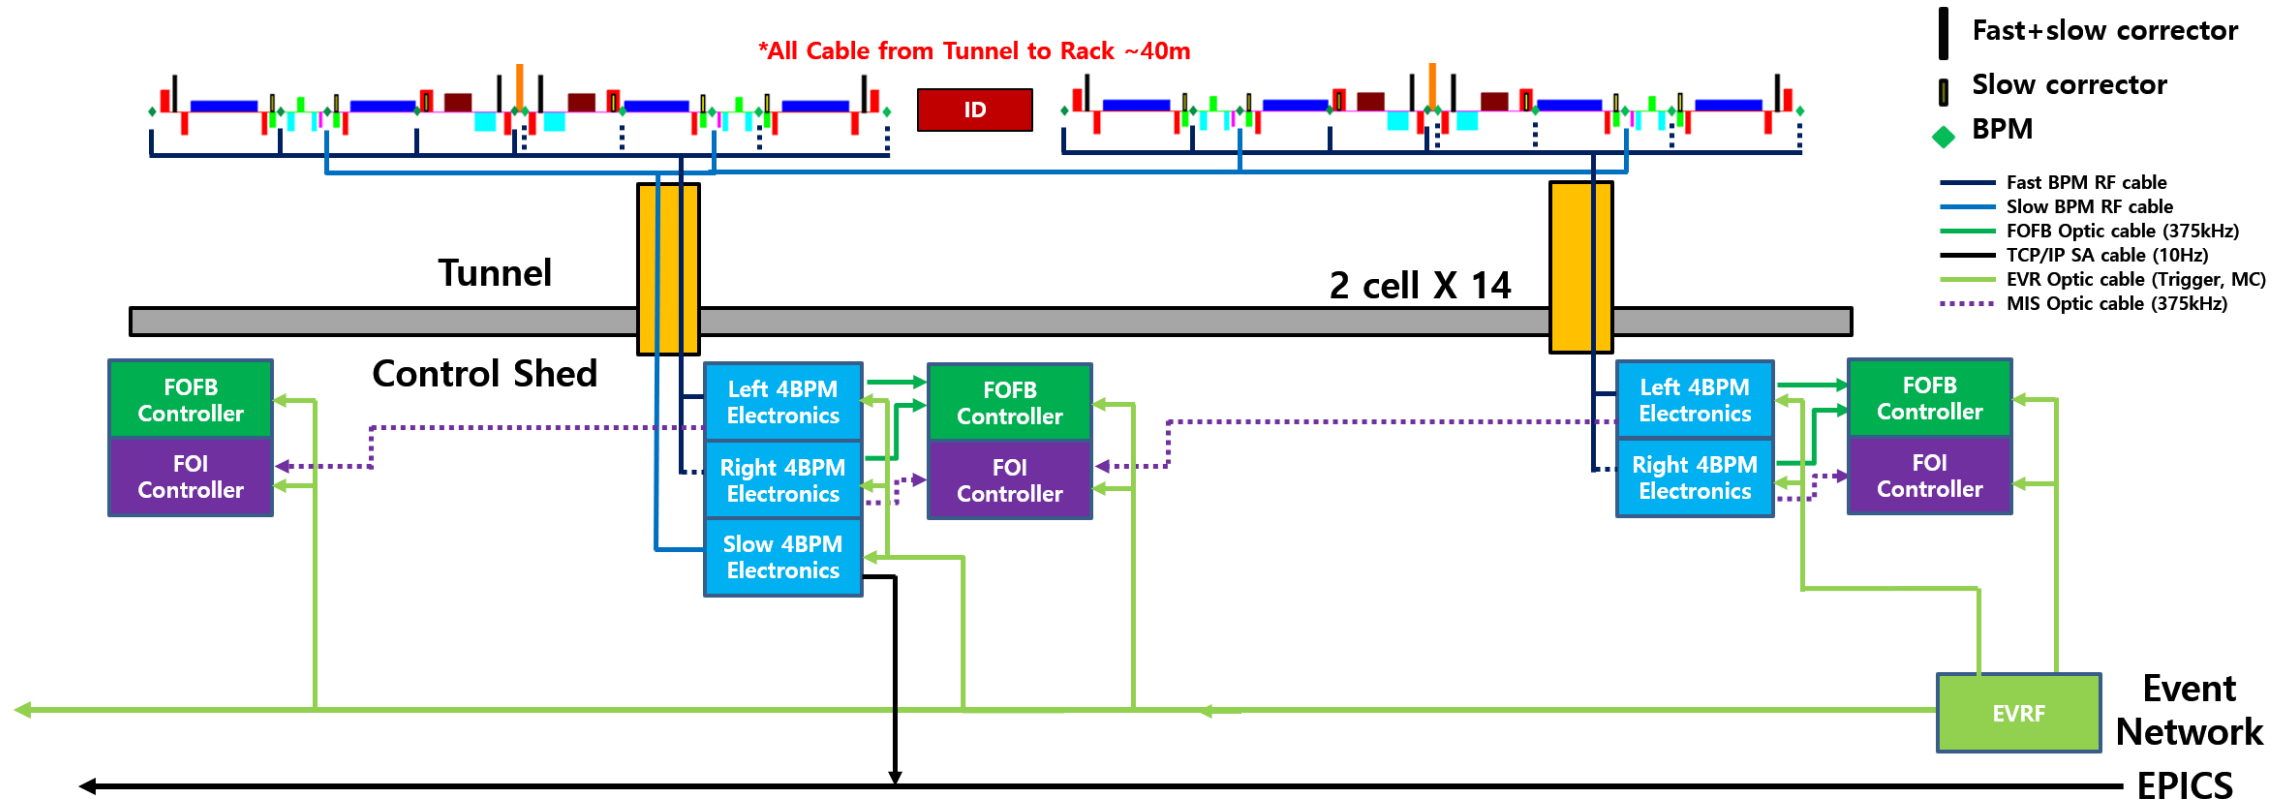 *All Cable from Tunnel to Rack ~40m
ID
Fast+slow corrector
Slow corrector
BPM
Fast BPM RF cable
Slow BPM RF cable
FOFB Optic cable (375kHz)
TCP/IP SA cable (10Hz)
EVR Optic cable (Trigger, MC)
MIS Optic cable (375kHz)
Tunnel
2 cell X 14
Control Shed
FOFB
Controller
FOI
Controller
Left 4BPM
Electronics
Right 4BPM
Electronics
Slow 4BPM
Electronics
FOFB
Controller
FOI
Controller
Left 4BPM
Electronics
Right 4BPM
Electronics
FOFB
Controller
FOI
Controller
EVRF
Event
Network
EPICS